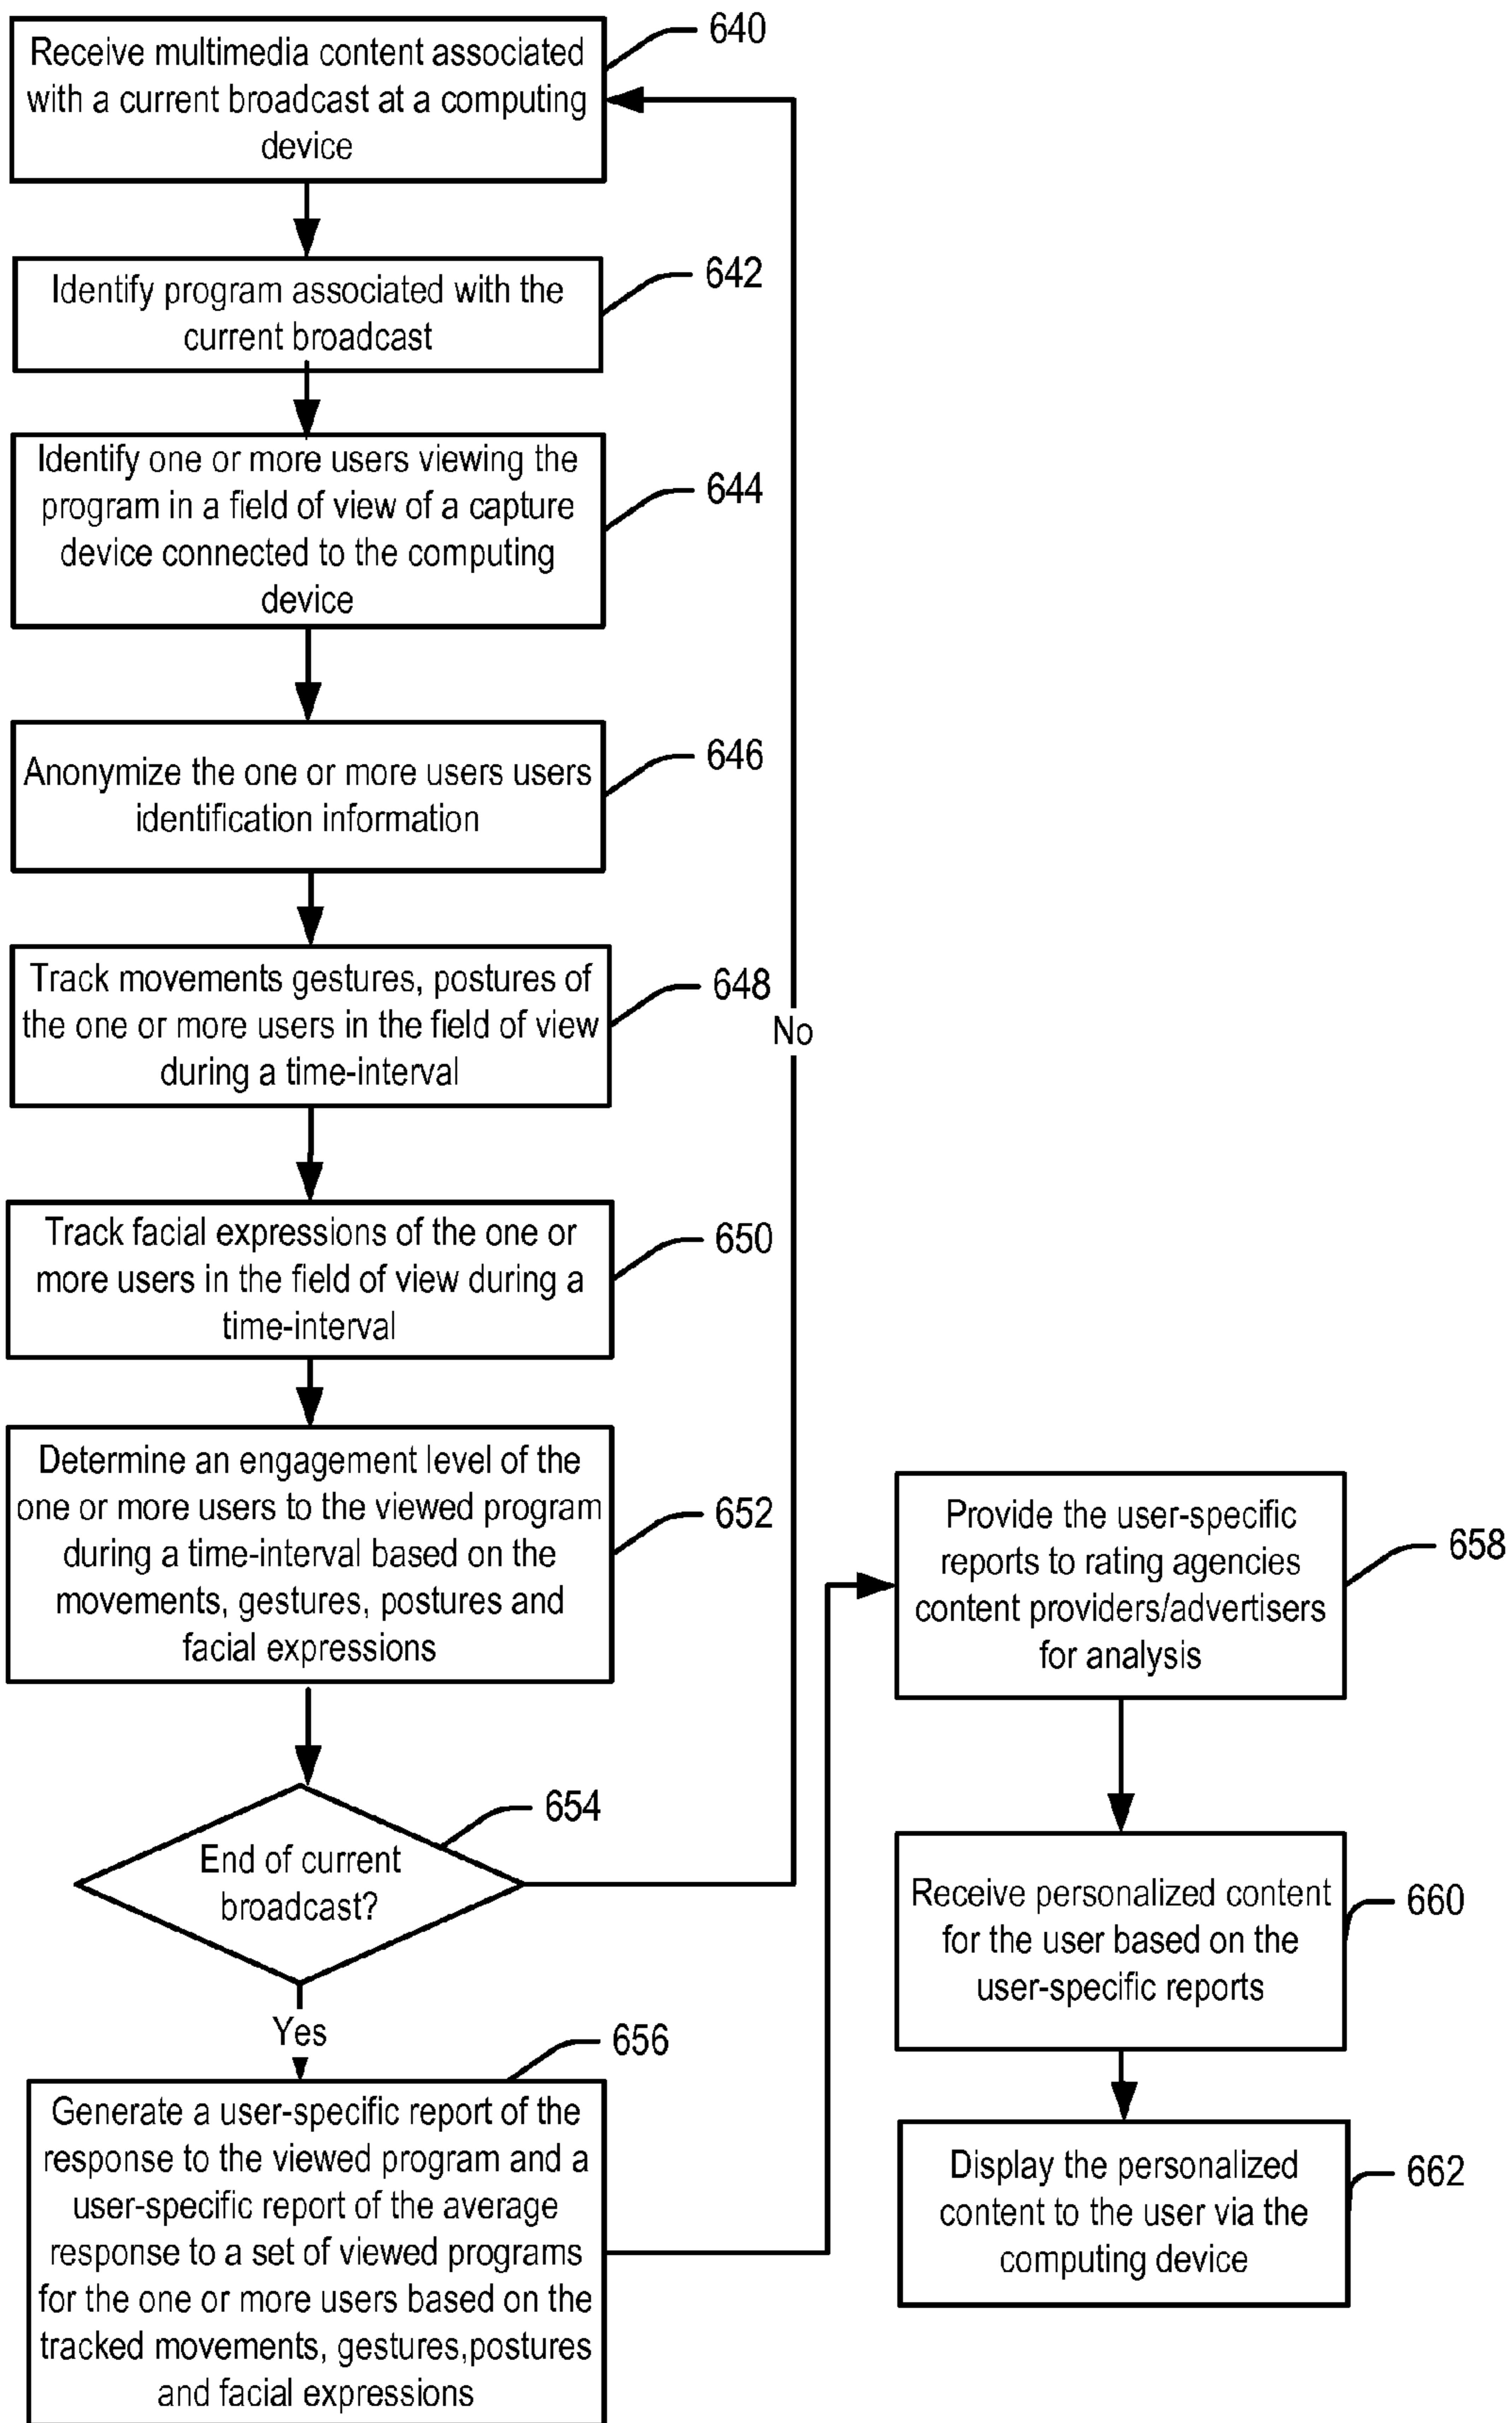 640
Receive multimedia content associated
with a current broadcast at a computing
device
642
Identify program associated with the
current broadcast
644
Identify one or more users viewing the
program in a field of view of a capture
device connected to the computing
device
646
Anonymize the one or more users users
identification information
648
Track movements gestures, postures of
the one or more users in the field of view
during a time-interval
No
650
Track facial expressions of the one or
more users in the field of view during a
time-interval
652
Determine an engagement level of the
one or more users to the viewed program
during a time-interval based on the
movements, gestures, postures and
facial expressions
654
End of current
broadcast?
Yes
656
Generate a user-specific report of the
response to the viewed program and a
user-specific report of the average
response to a set of viewed programs
for the one or more users based on the
tracked movements, gestures,postures
and facial expressions
658
Provide the user-specific
reports to rating agencies
content providers/advertisers
for analysis
660
Receive personalized content
for the user based on the
user-specific reports
662
Display the personalized
content to the user via the
computing device